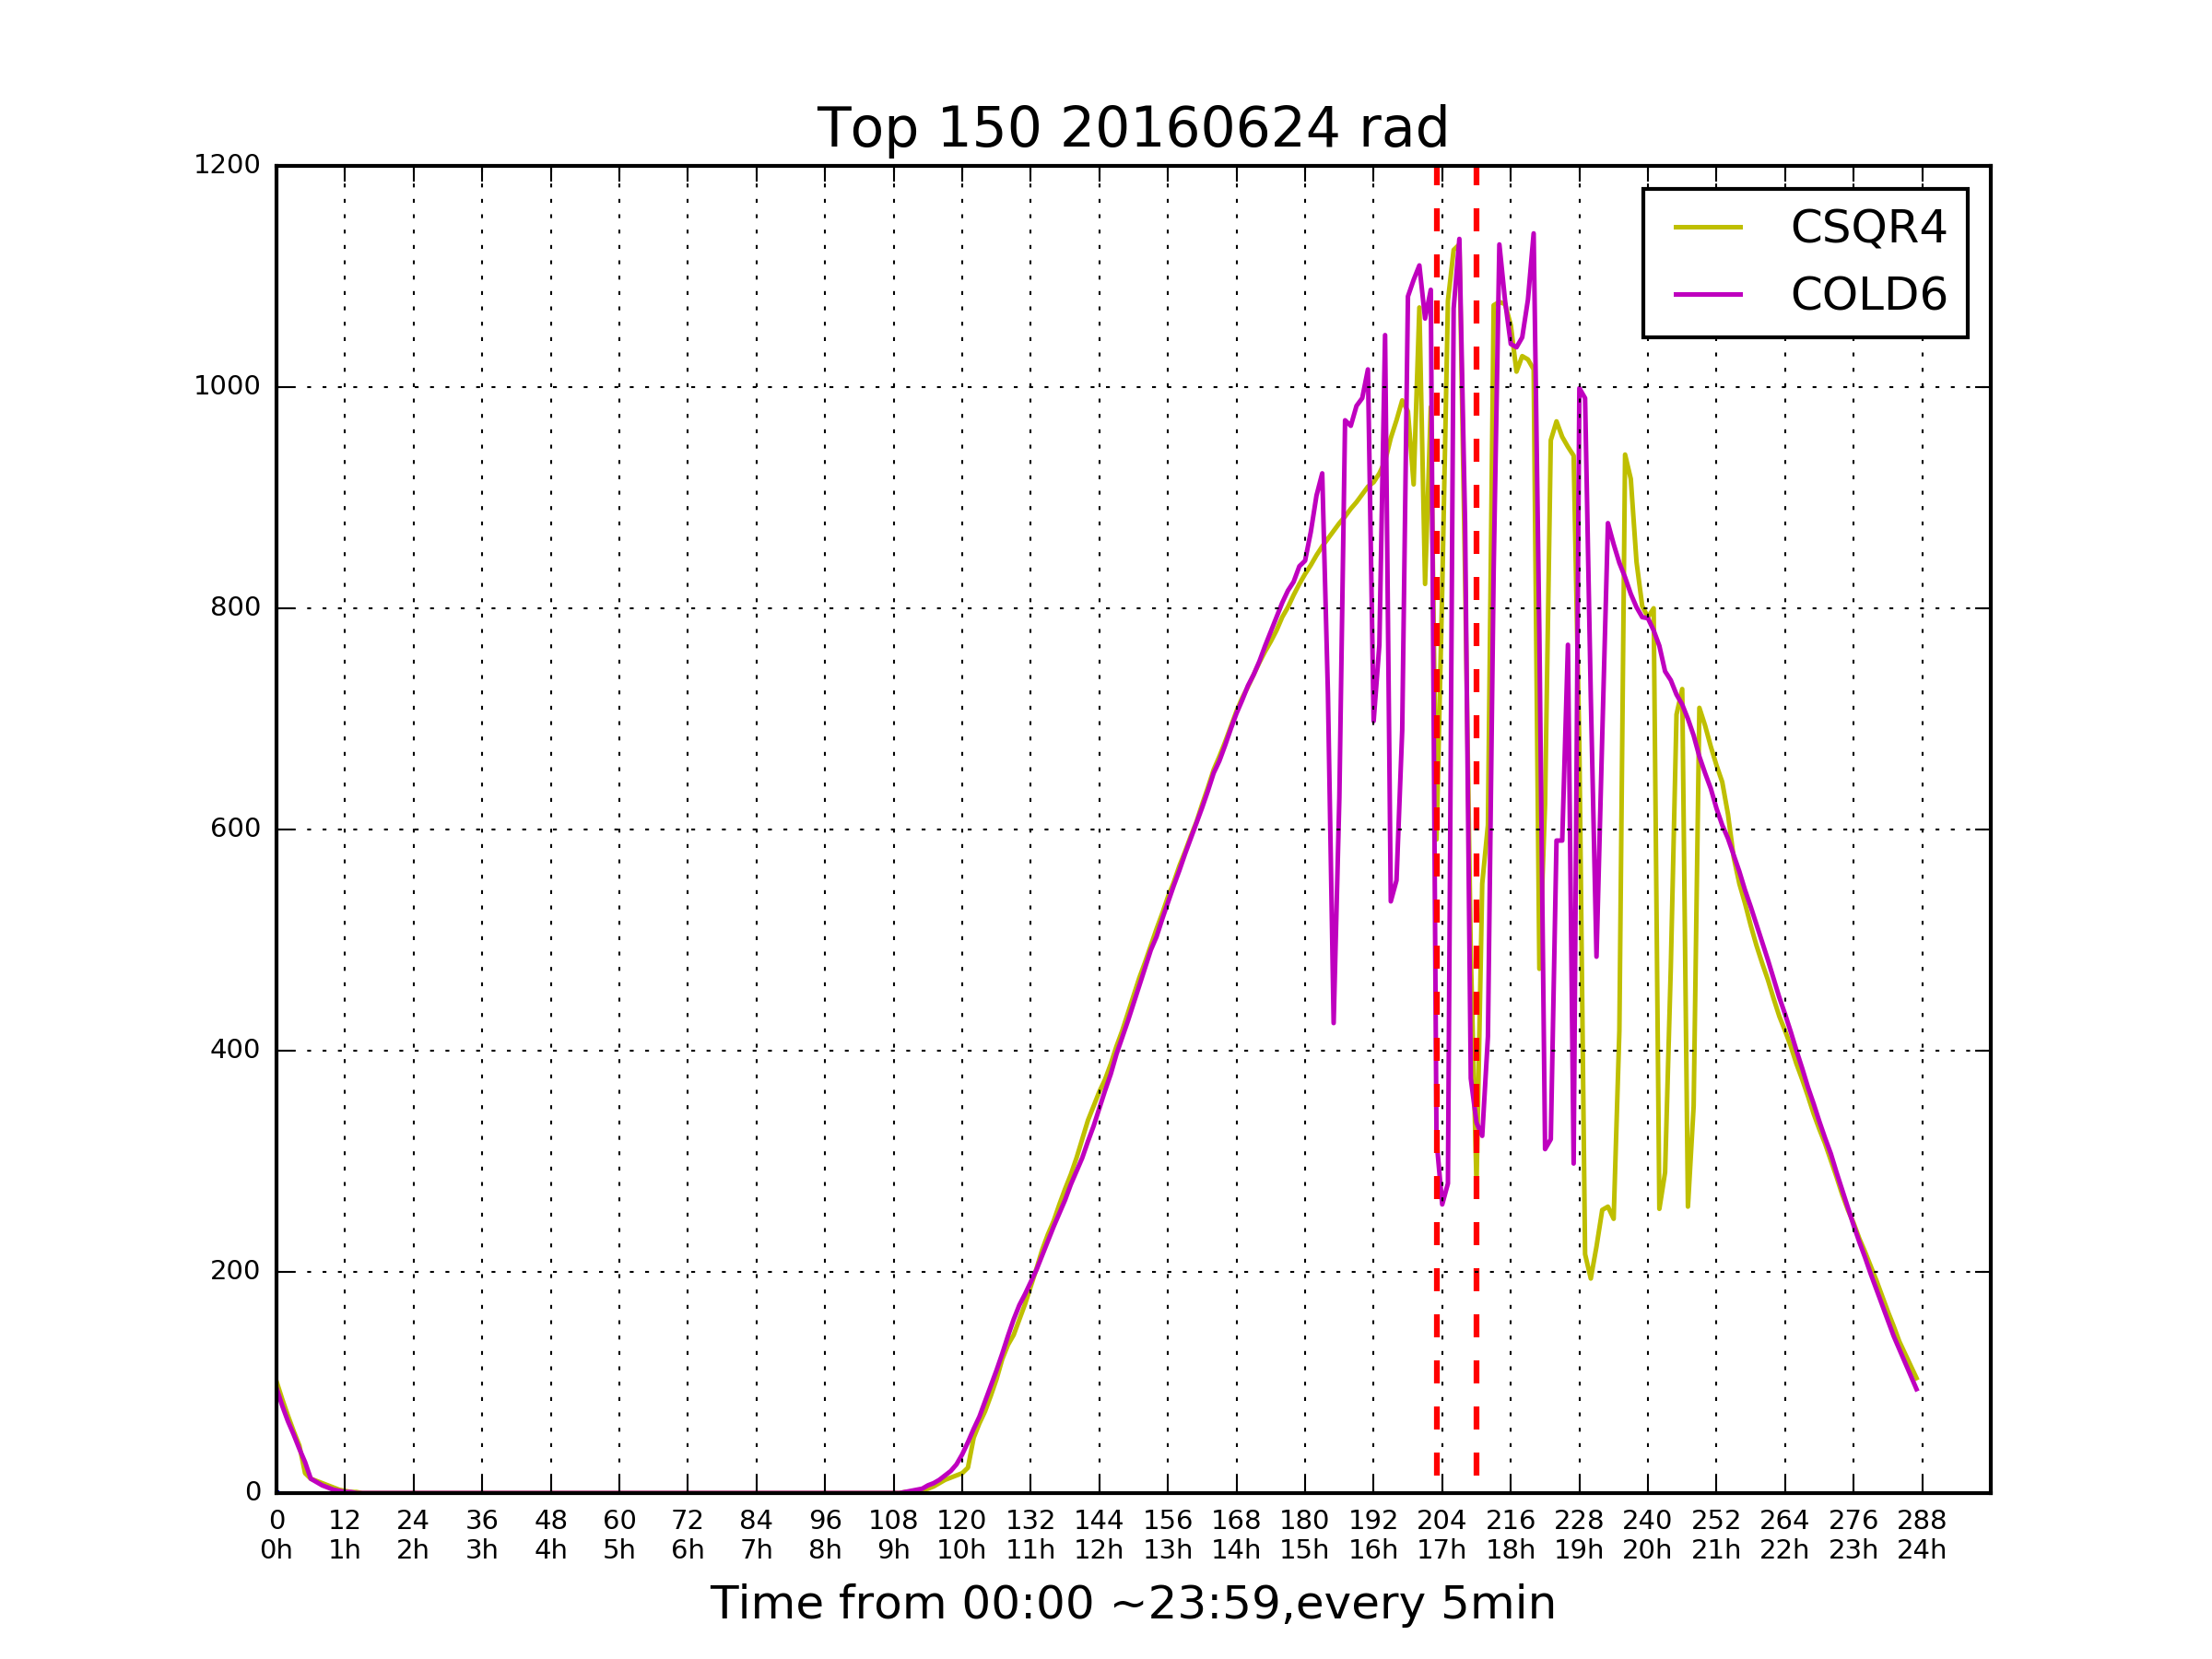 Top 150 20160624 rad
1200
1000
800
600
400
200
0
CSQR4
COLD6
0 12 24 36 48 60 72 84 96 108 120 132 144 156 168 180 192 204 216 228 240 252 264 276 288
0h 1h 2h 3h 4h 5h 6h 7h 8h 9h 10h 11h 12h 13h 14h 15h 16h 17h 18h 19h 20h 21h 22h 23h 24h
Time from 00:00 ~23:59,every 5min